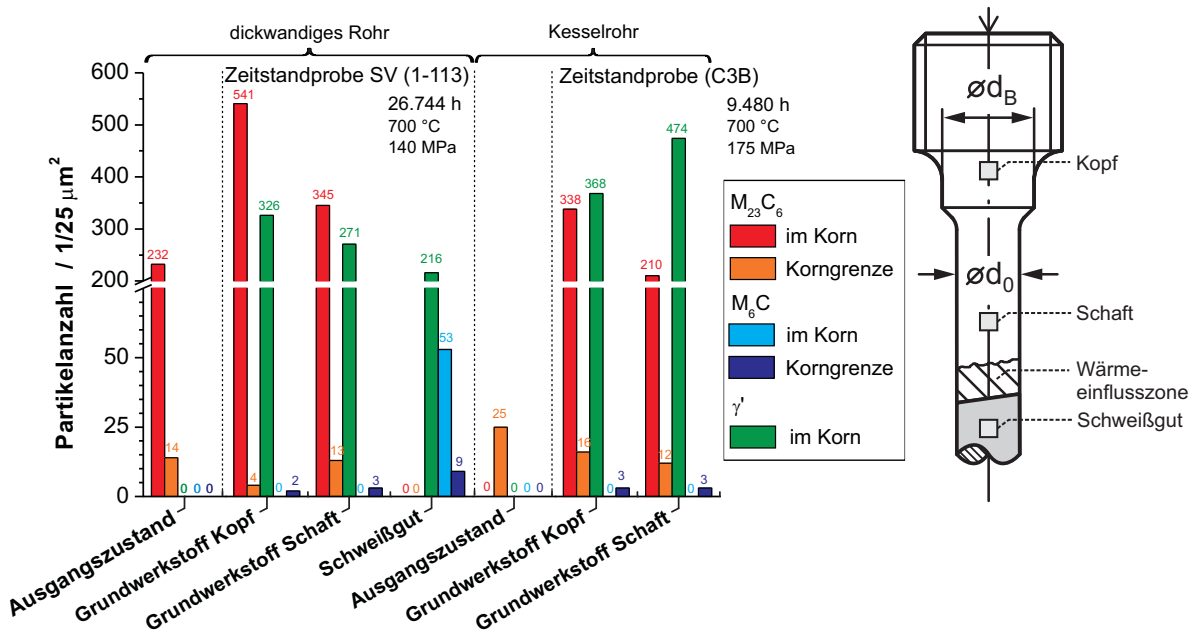 dickwandiges Rohr
Kesselrohr
Zeitstandprobe SV (1-113)
Zeitstandprobe (C3B)
26.744 h
700 °C
140 MPa
9.480 h
700 °C
175 MPa
Partikelanzahl / 1/25 μm²
600
500
400
300
200
50
25
0
232
14
0
0
0
541
4
326
0
2
345
13
271
0
3
0
0
216
53
9
0
25
0
0
0
338
16
368
0
3
210
12
474
0
3
Ausgangszustand
Grundwerkstoff Kopf
Grundwerkstoff Schaft
Schweißgut
Ausgangszustand
Grundwerkstoff Kopf
Grundwerkstoff Schaft
M₂₃C₆
im Korn
Korngrenze
M₆C
im Korn
Korngrenze
γ'
im Korn
ødB
Kopf
ød₀
Schaft
Wärme-
einflusszone
Schweißgut